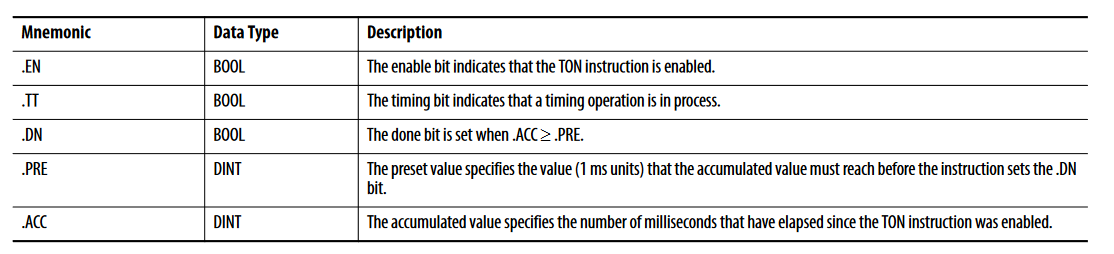 Mnemonic Data Type Description
.EN BOOL The enable bit indicates that the TON instruction is enabled.
.TT BOOL The timing bit indicates that a timing operation is in process.
.DN BOOL The done bit is set when .ACC ≥ .PRE.
.PRE DINT The preset value specifies the value (1 ms units) that the accumulated value must reach before the instruction sets the .DN
bit.
.ACC DINT The accumulated value specifies the number of milliseconds that have elapsed since the TON instruction was enabled.